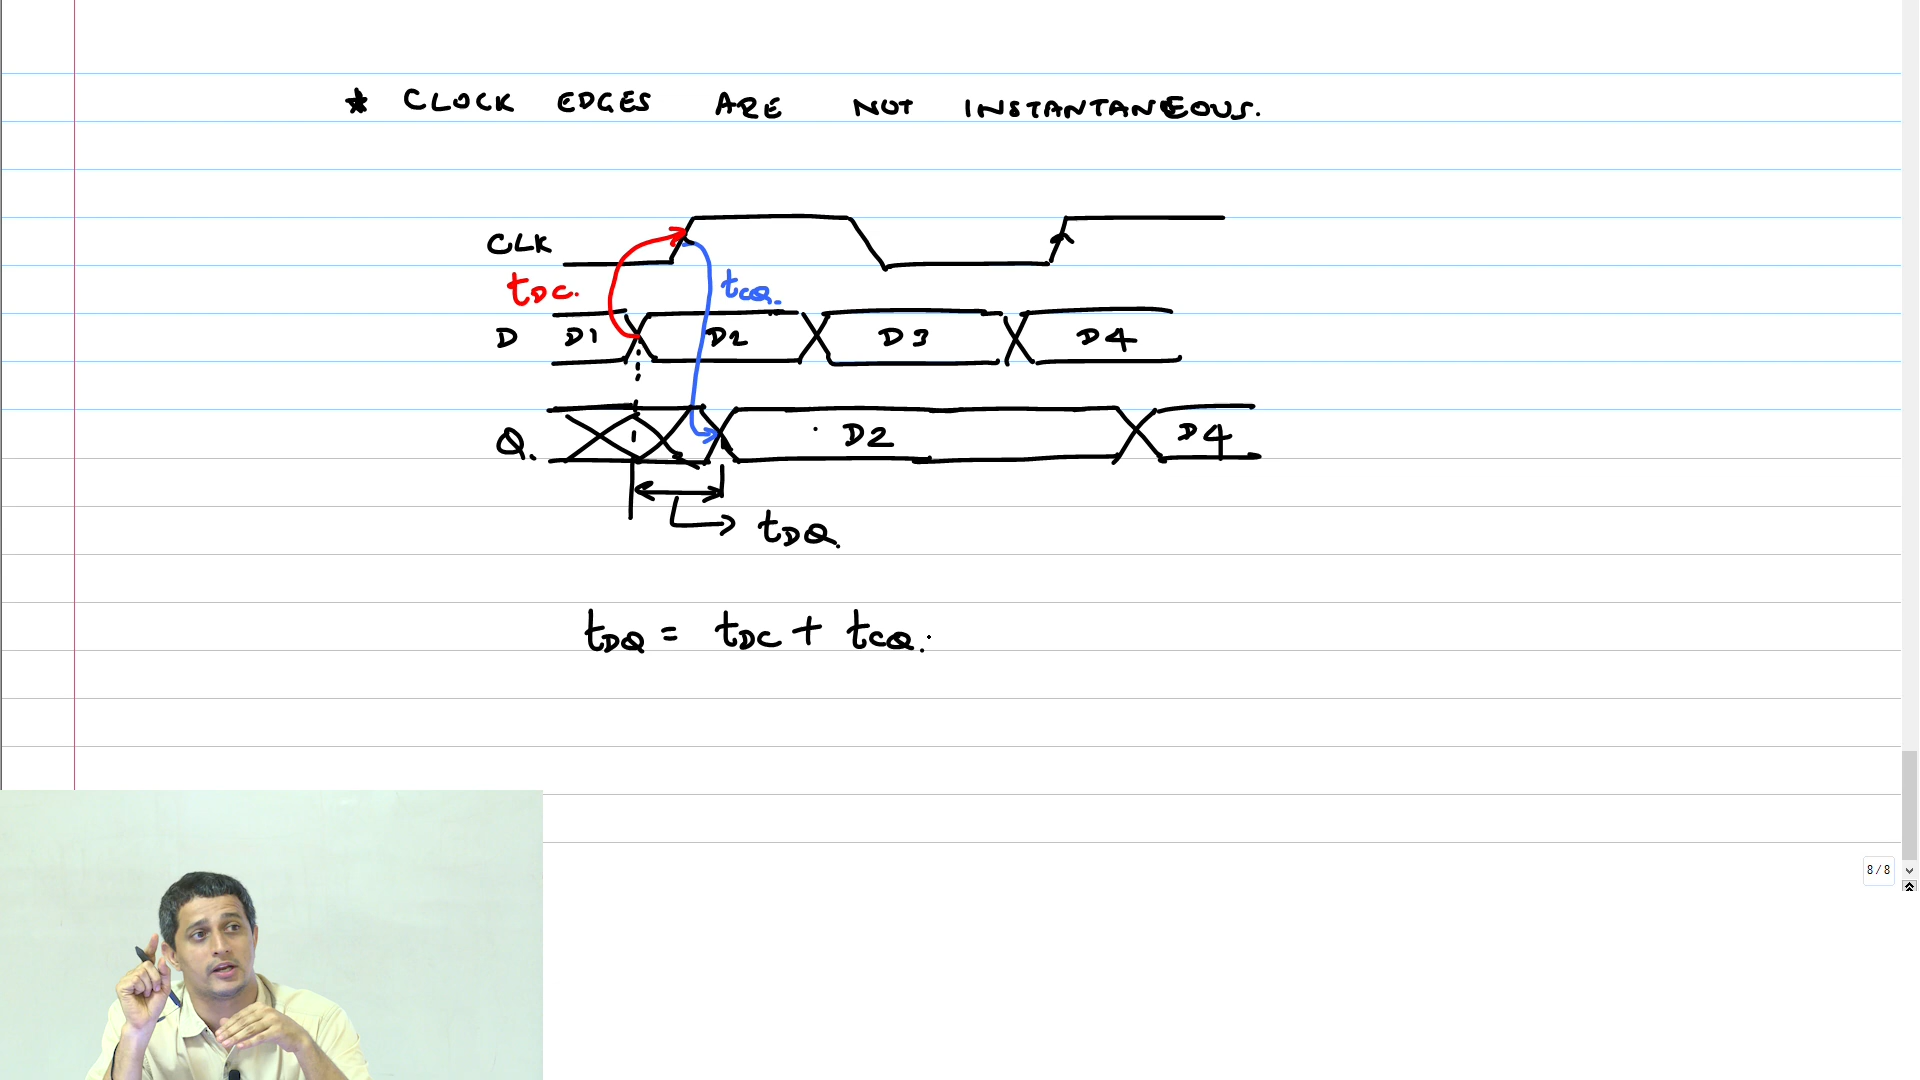 * CLOCK EDGES ARE NOT INSTANTANEOUS.
CLK
tDC. tCQ.
D D1 D2 D3 D4
Q. D2 D4
tDQ.
tDQ = tDC + tCQ.
8/8